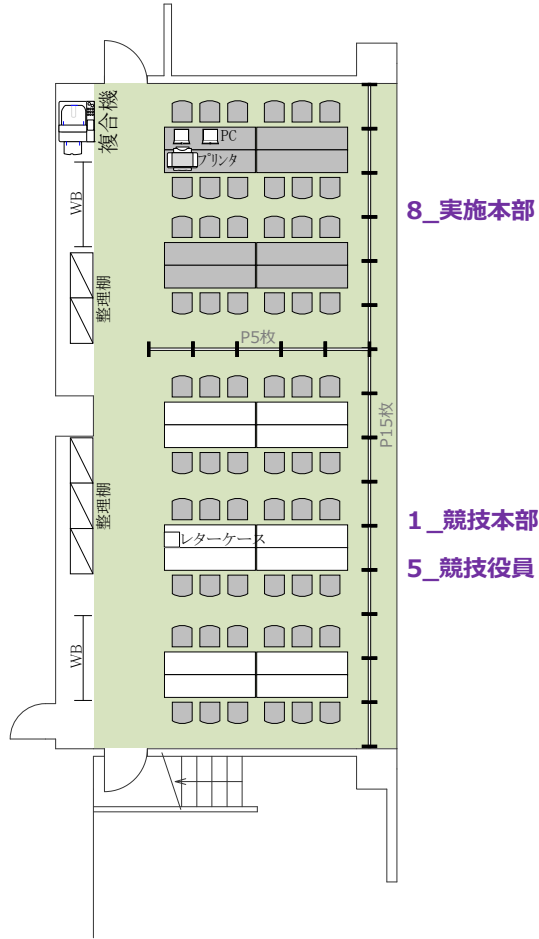 複合機
PC
プリンタ
WB
8_実施本部
整理棚
P5枚
P15枚
整理棚
1_競技本部
レターケース
5_競技役員
WB